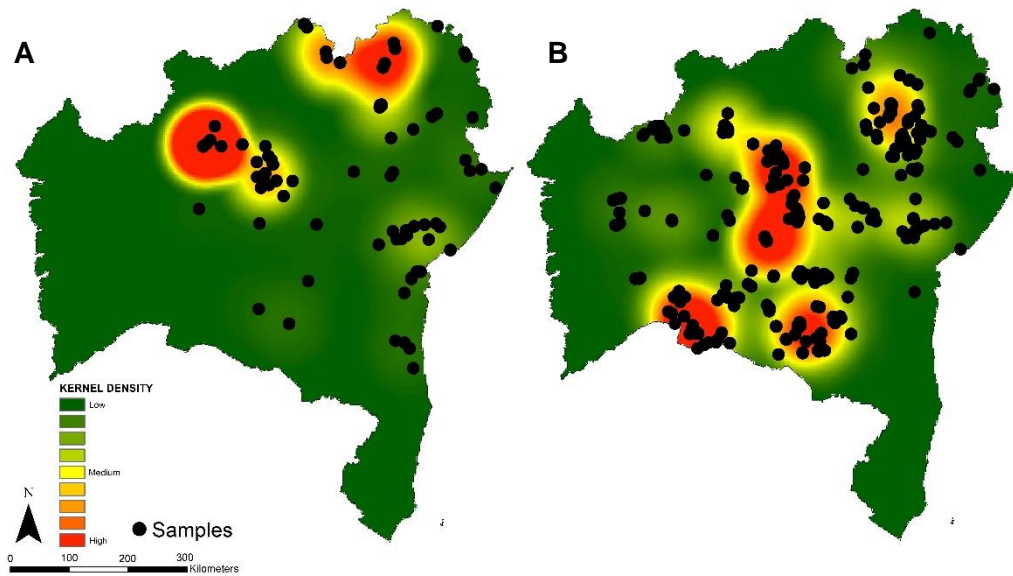 A
B
KERNEL DENSITY
Low
Medium
High
N
Samples
0 100 200 300
Kilometers